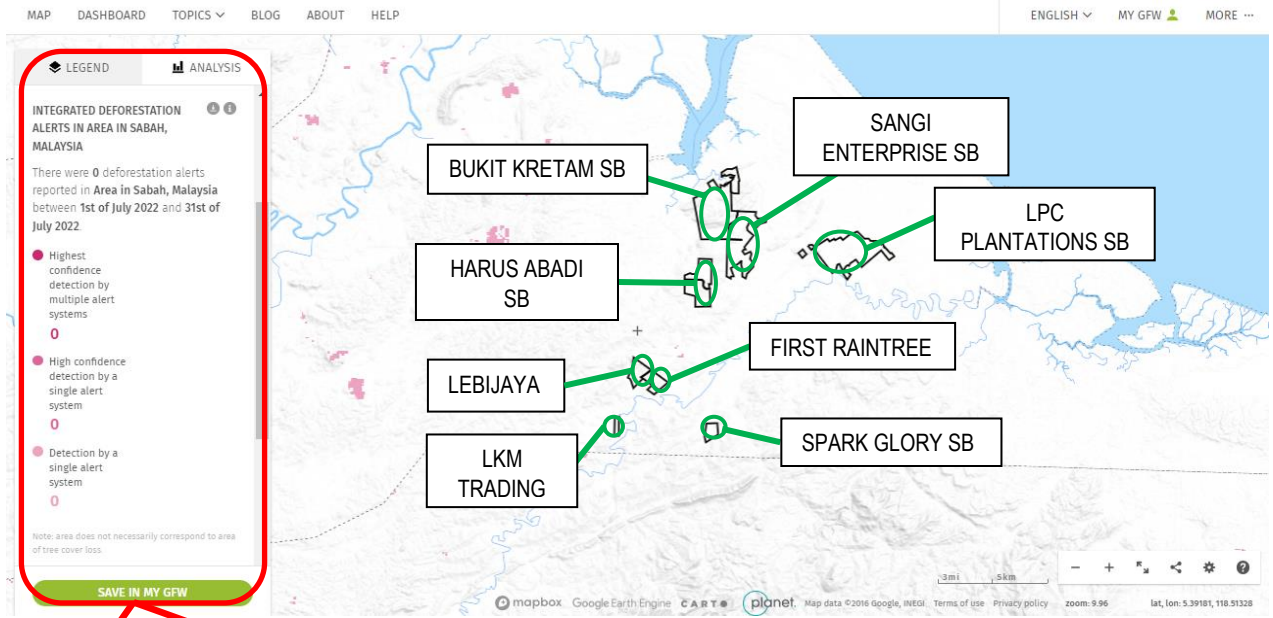 MAP DASHBOARD TOPICS BLOG ABOUT HELP ENGLISH MY GFW MORE
LEGEND ANALYSIS
INTEGRATED DEFORESTATION
ALERTS IN AREA IN SABAH,
MALAYSIA
There were 0 deforestation alerts
reported in Area in Sabah, Malaysia
between 1st of July 2022 and 31st of
July 2022.
Highest
confidence
detection by
multiple alert
systems
0
High confidence
detection by a
single alert
system
0
Detection by a
single alert
system
0
Note: area does not necessarily correspond to area
of tree cover loss
SAVE IN MY GFW
BUKIT KRETAM SB
SANGI
ENTERPRISE SB
LPC
PLANTATIONS SB
HARUS ABADI
SB
FIRST RAINTREE
LEBIJAYA
LKM
TRADING
SPARK GLORY SB
3mi 5km
mapbox Google Earth Engine CARTO planet. Map data ©2016 Google, INEGI Terms of use Privacy policy zoom: 9.96 lat, lon: 5.39181, 118.51328